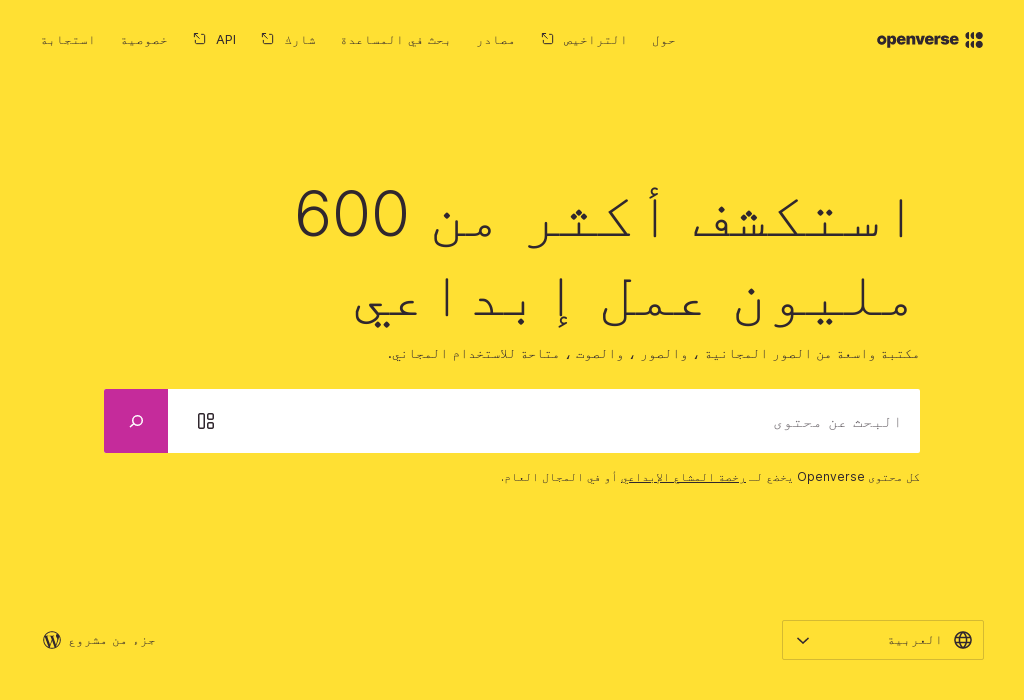 openverse
حول
التراخيص
مصادر
بحث في المساعدة
شارك
API
خصوصية
استجابة
استكشف أكثر من 600
مليون عمل إبداعي
مكتبة واسعة من الصور المجانية ، والصور ، والصوت ، متاحة للاستخدام المجاني.
البحث عن محتوى
كل محتوى Openverse يخضع لـ رخصة المشاع الإبداعي أو في المجال العام.
العربية
جزء من مشروع